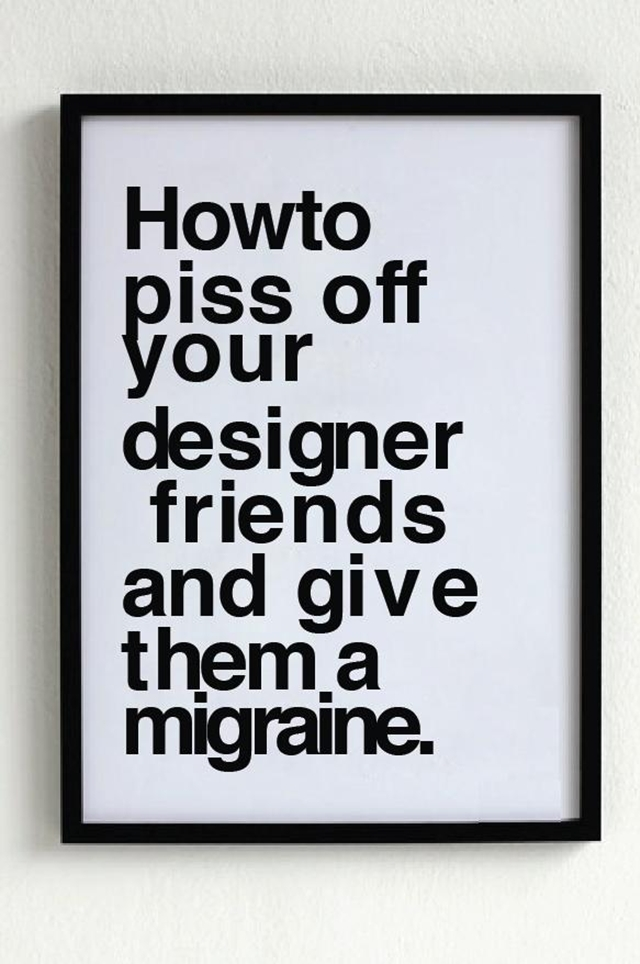 Howto
piss off
your
designer
friends
and give
them a
migraine.